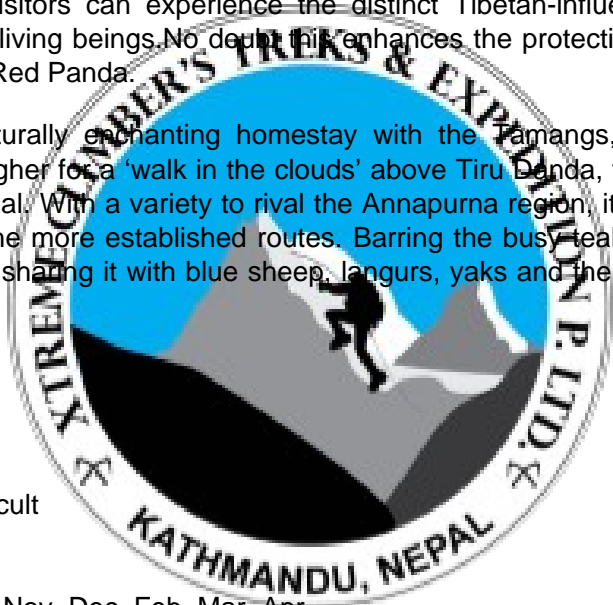 isitors can experience the distinct Tibetan-influe
living beings.No doubt this enhances the protecti
Red Panda.
turally enchanting homestay with the Tamangs,
gher for a ‘walk in the clouds’ above Tiru Danda,
al. With a variety to rival the Annapurna region, it
ne more established routes. Barring the busy teal
sharing it with blue sheep, langurs, yaks and the
XTREME CLIMBER'S TREKS & EXPEDITION P. LTD.
cult
KATHMANDU, NEPAL
Nov, Dec, Feb, Mar, Apr